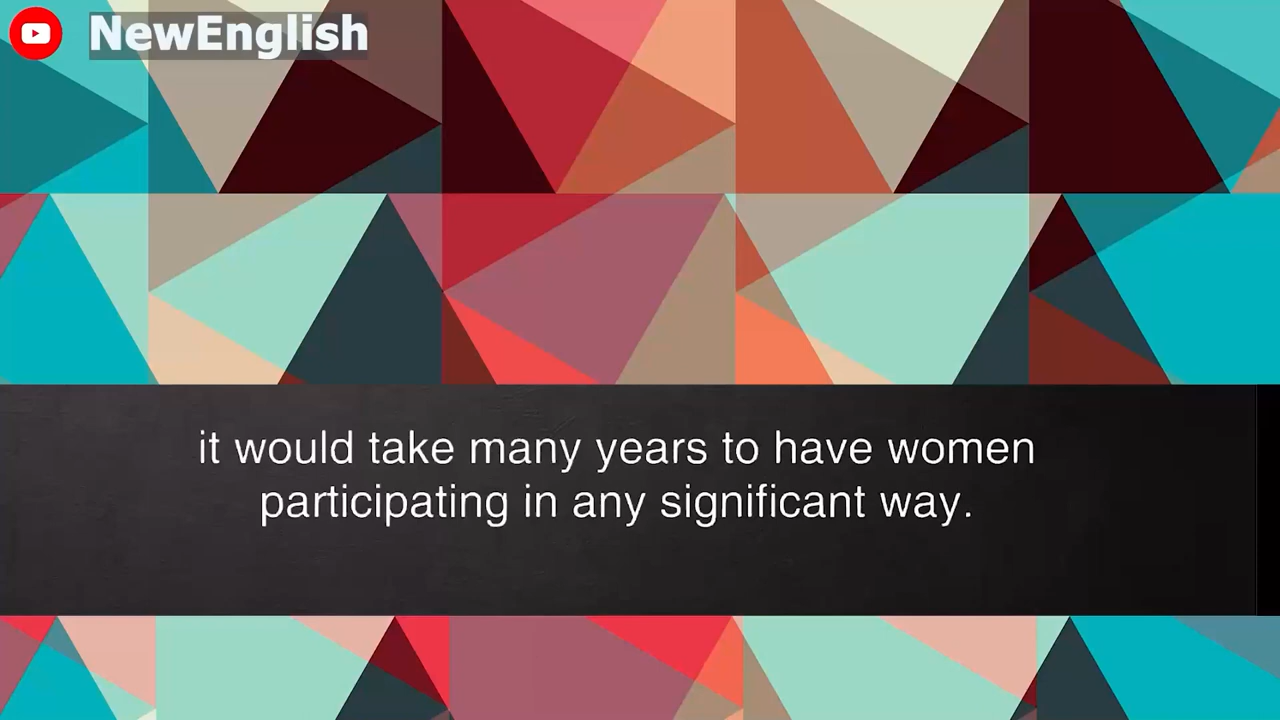 NewEnglish
it would take many years to have women
participating in any significant way.